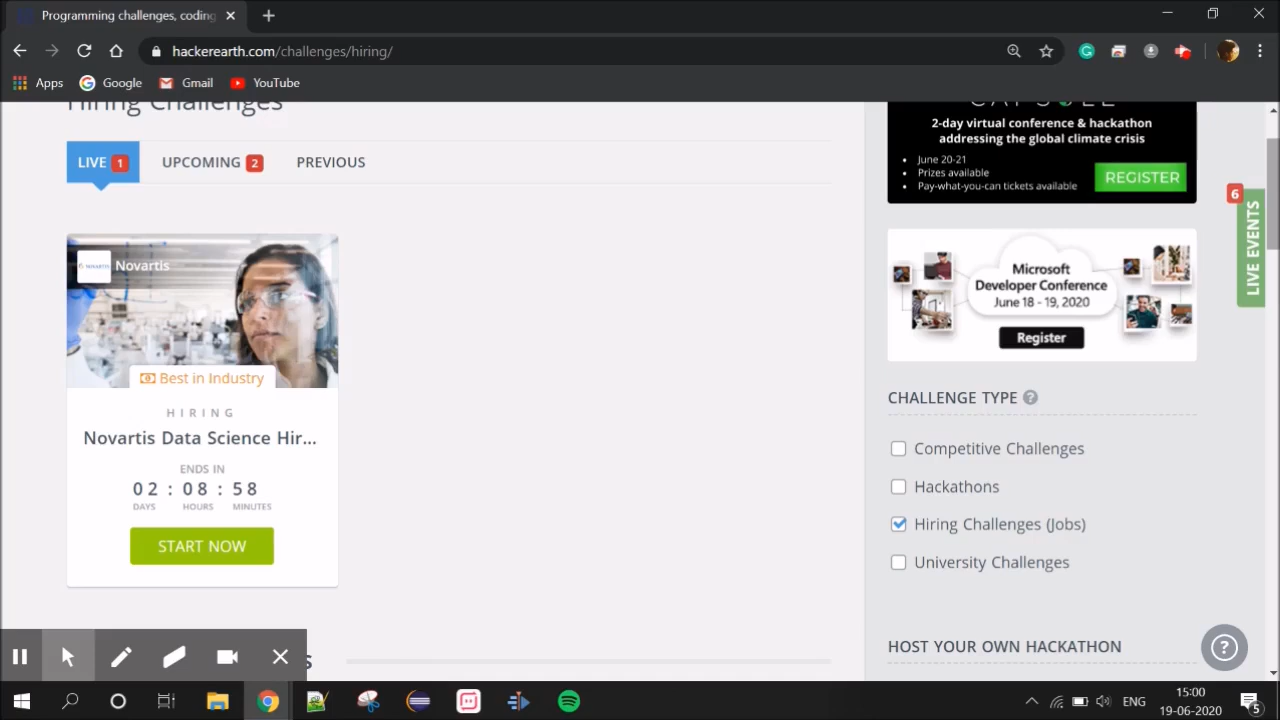 Programming challenges, coding
hackerearth.com/challenges/hiring/
Apps
Google
Gmail
YouTube
Hiring Challenges
LIVE 1
UPCOMING 2
PREVIOUS
Novartis
Best in Industry
HIRING
Novartis Data Science Hir...
ENDS IN
02 : 08 : 58
DAYS HOURS MINUTES
START NOW
2-day virtual conference & hackathon
addressing the global climate crisis
• June 20-21
• Prizes available
• Pay-what-you-can tickets available
REGISTER
6
LIVE EVENTS
Microsoft
Developer Conference
June 18 - 19, 2020
Register
CHALLENGE TYPE ?
Competitive Challenges
Hackathons
Hiring Challenges (Jobs)
University Challenges
HOST YOUR OWN HACKATHON
?
ENG
15:00
19-06-2020
5